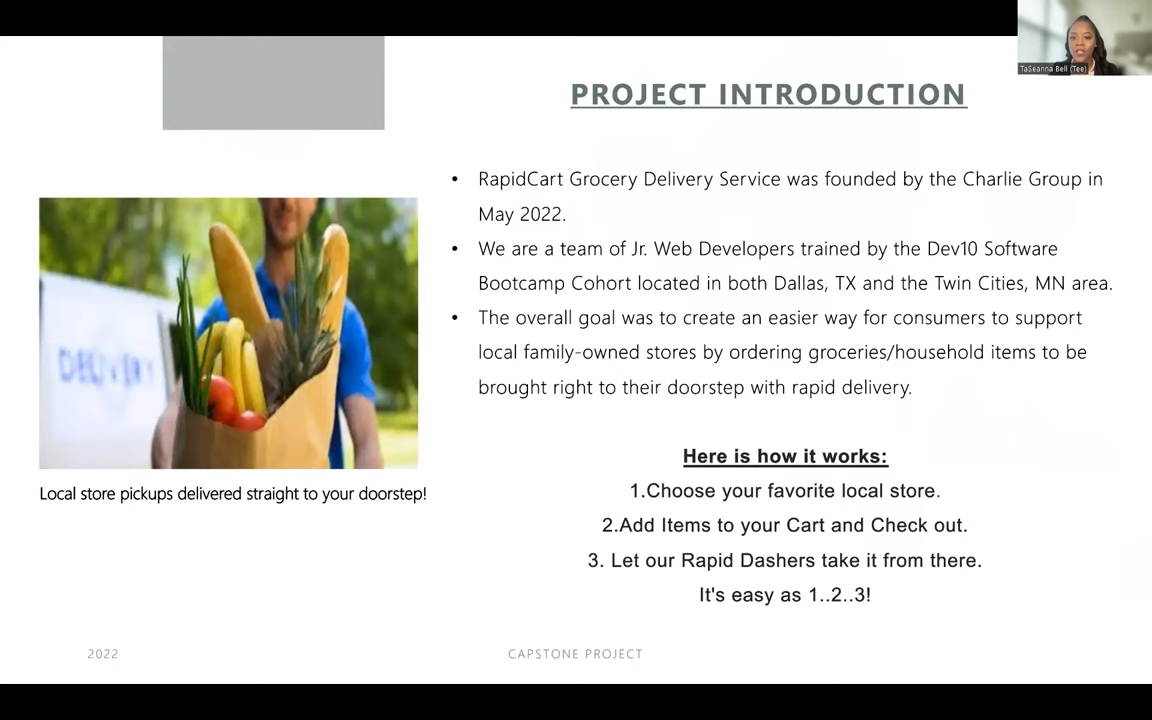 TaSeanna Bell (Tee)
PROJECT INTRODUCTION
• RapidCart Grocery Delivery Service was founded by the Charlie Group in
May 2022.
• We are a team of Jr. Web Developers trained by the Dev10 Software
Bootcamp Cohort located in both Dallas, TX and the Twin Cities, MN area.
• The overall goal was to create an easier way for consumers to support
local family-owned stores by ordering groceries/household items to be
brought right to their doorstep with rapid delivery.
DELIVERY
Local store pickups delivered straight to your doorstep!
Here is how it works:
1.Choose your favorite local store.
2.Add Items to your Cart and Check out.
3. Let our Rapid Dashers take it from there.
It's easy as 1..2..3!
2022
CAPSTONE PROJECT